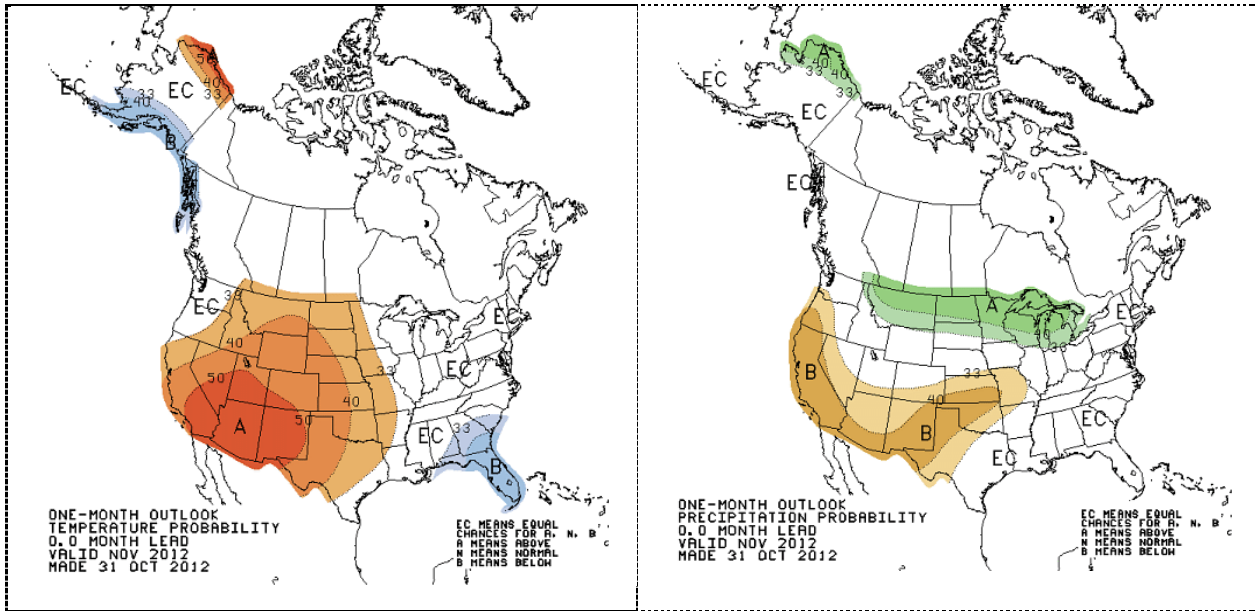 A
50
40
33
EC
EC
33
40
B
EC
33
40
50
A
50
40
33
EC
EC
EC
33
B
ONE-MONTH OUTLOOK
TEMPERATURE PROBABILITY
0.0 MONTH LEAD
VALID NOV 2012
MADE 31 OCT 2012
EC MEANS EQUAL
CHANCES FOR A, N, B
A MEANS ABOVE
N MEANS NORMAL
B MEANS BELOW
A
40
33
40
33
EC
EC
EC
A
40
33
EC
B
33
40
B
EC
EC
ONE-MONTH OUTLOOK
PRECIPITATION PROBABILITY
0.0 MONTH LEAD
VALID NOV 2012
MADE 31 OCT 2012
EC MEANS EQUAL
CHANCES FOR A, N, B
A MEANS ABOVE
N MEANS NORMAL
B MEANS BELOW